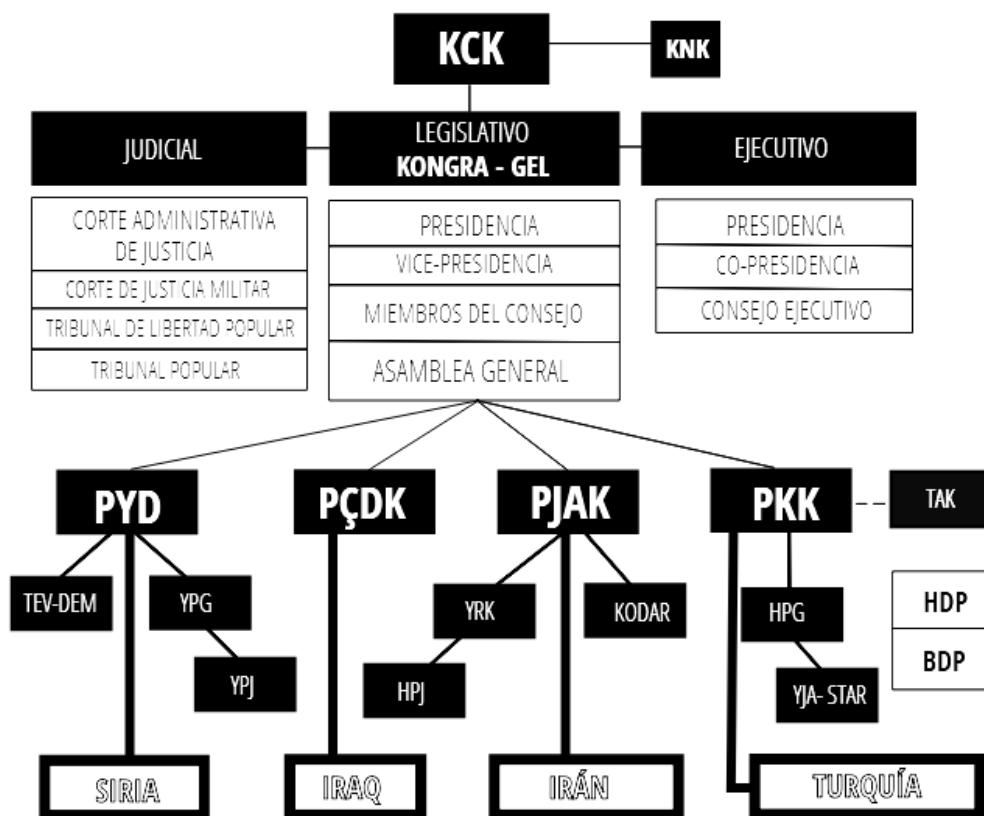 KCK
KNK
JUDICIAL
LEGISLATIVO
KONGRA - GEL
EJECUTIVO
CORTE ADMINISTRATIVA
DE JUSTICIA
CORTE DE JUSTICIA MILITAR
TRIBUNAL DE LIBERTAD POPULAR
TRIBUNAL POPULAR
PRESIDENCIA
VICE-PRESIDENCIA
MIEMBROS DEL CONSEJO
ASAMBLEA GENERAL
PRESIDENCIA
CO-PRESIDENCIA
CONSEJO EJECUTIVO
PYD
PÇDK
PJAK
PKK
TAK
TEV-DEM
YPG
YPJ
YRK
KODAR
HPJ
HPG
YJA- STAR
HDP
BDP
SIRIA
IRAQ
IRÁN
TURQUÍA